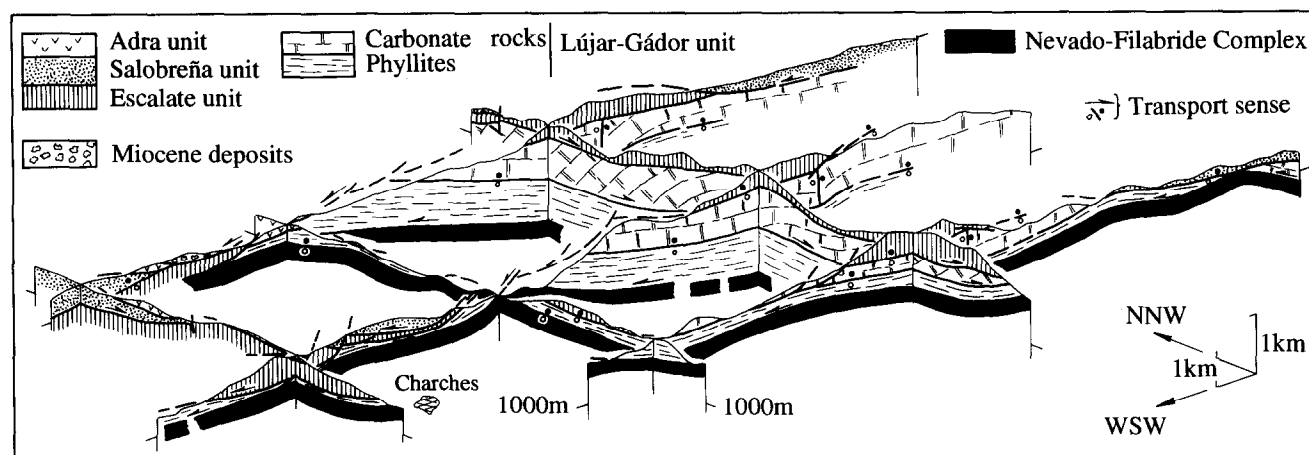 Adra unit
Salobreña unit
Escalate unit
Miocene deposits
Carbonate rocks
Phyllites
Lújar-Gádor unit
Nevado-Filabride Complex
Transport sense
Charches
1000m
1000m
NNW
1km
1km
WSW